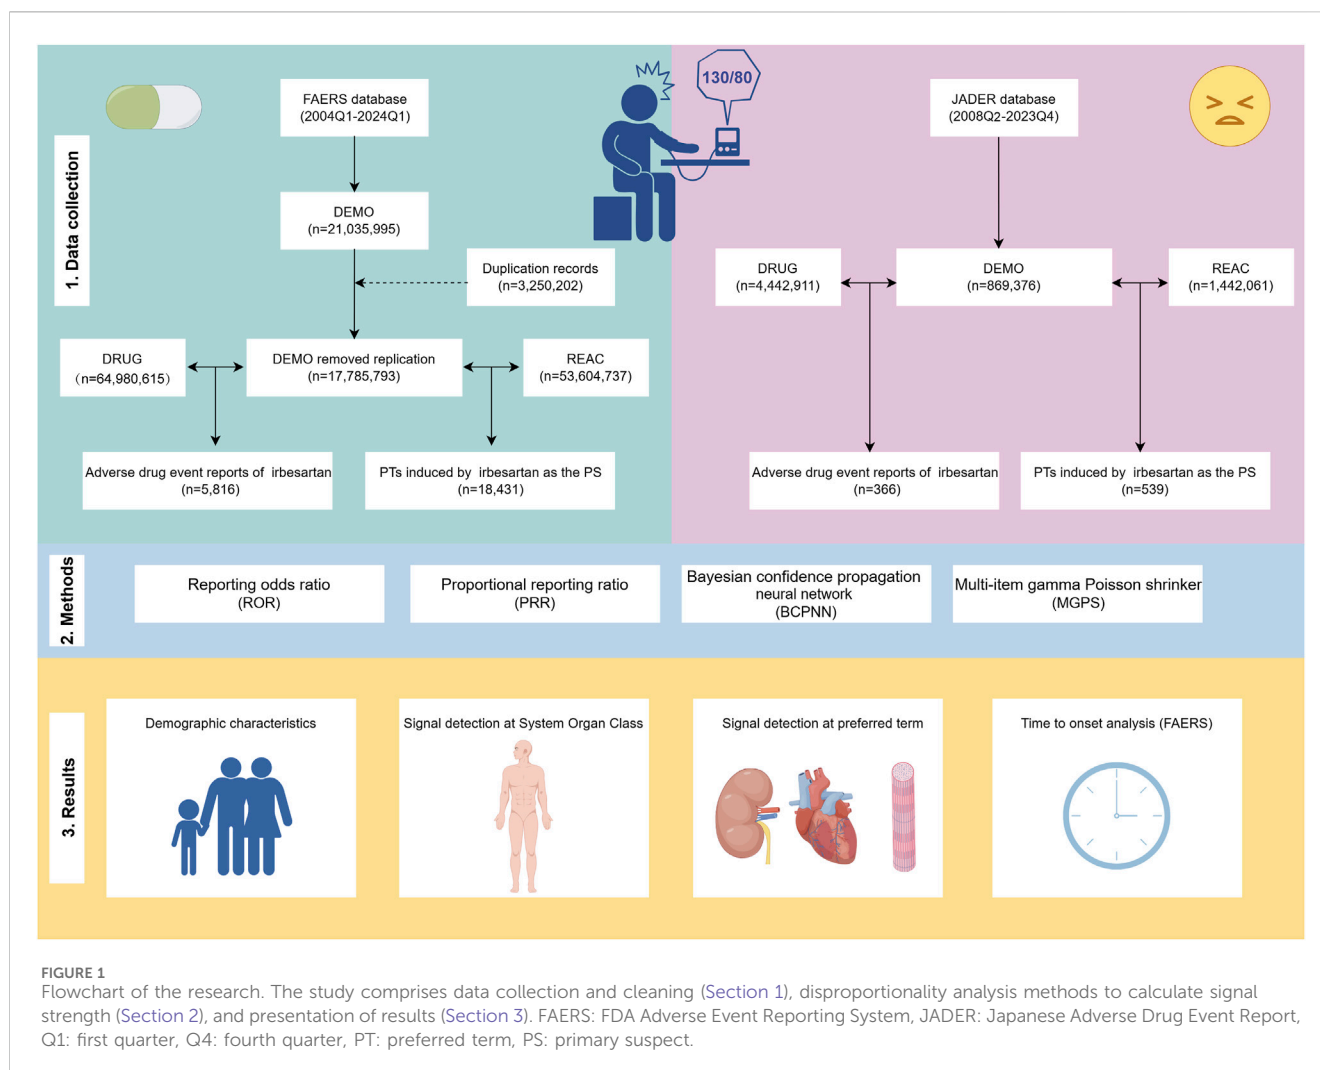 1. Data collection
FAERS database
(2004Q1-2024Q1)
DEMO
(n=21,035,995)
Duplication records
(n=3,250,202)
DRUG
（n=64,980,615）
DEMO removed replication
(n=17,785,793)
REAC
(n=53,604,737)
Adverse drug event reports of irbesartan
(n=5,816)
PTs induced by irbesartan as the PS
(n=18,431)
130/80
JADER database
(2008Q2-2023Q4)
DRUG
(n=4,442,911)
DEMO
(n=869,376)
REAC
(n=1,442,061)
Adverse drug event reports of irbesartan
(n=366)
PTs induced by irbesartan as the PS
(n=539)
2. Methods
Reporting odds ratio
(ROR)
Proportional reporting ratio
(PRR)
Bayesian confidence propagation
neural network
(BCPNN)
Multi-item gamma Poisson shrinker
(MGPS)
3. Results
Demographic characteristics
Signal detection at System Organ Class
Signal detection at preferred term
Time to onset analysis (FAERS)
FIGURE 1
Flowchart of the research. The study comprises data collection and cleaning (Section 1), disproportionality analysis methods to calculate signal
strength (Section 2), and presentation of results (Section 3). FAERS: FDA Adverse Event Reporting System, JADER: Japanese Adverse Drug Event Report,
Q1: first quarter, Q4: fourth quarter, PT: preferred term, PS: primary suspect.